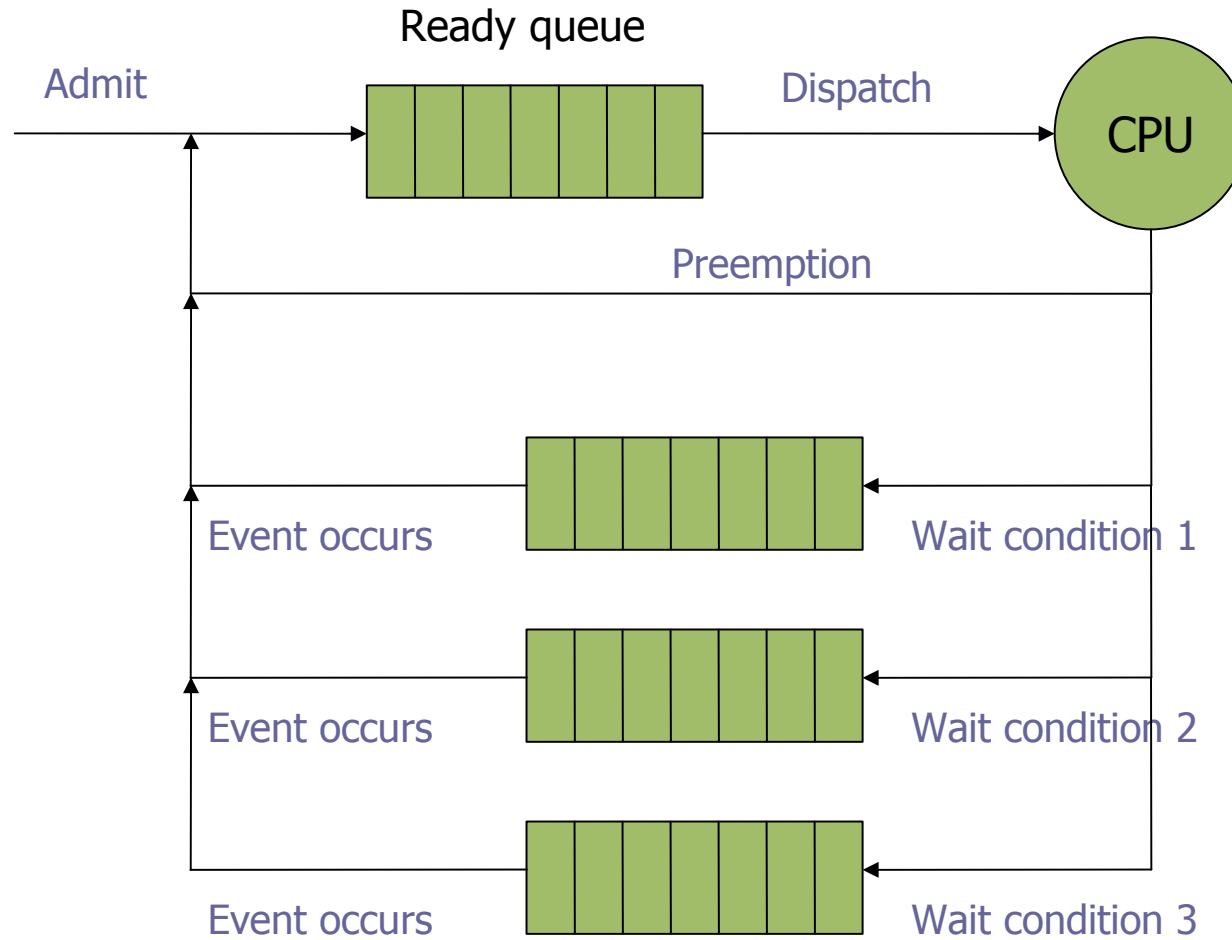 Ready queue
Admit
Dispatch
CPU
Preemption
Event occurs
Wait condition 1
Event occurs
Wait condition 2
Event occurs
Wait condition 3